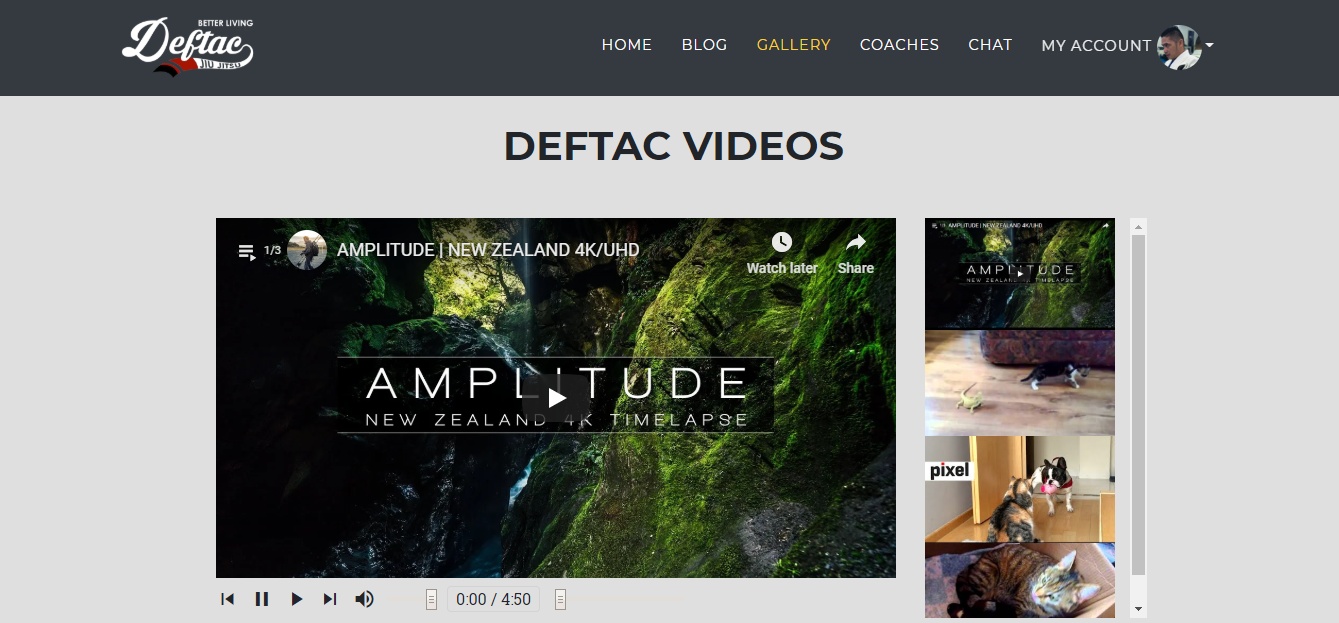 BETTER LIVING
Deftac
JIU JITSU
HOME
BLOG
GALLERY
COACHES
CHAT
MY ACCOUNT
DEFTAC VIDEOS
1/3
AMPLITUDE | NEW ZEALAND 4K/UHD
Watch later
Share
AMPLITUDE
NEW ZEALAND 4K TIMELAPSE
0:00 / 4:50
AMPLITUDE | NEW ZEALAND 4K/UHD
AMPLITUDE
NEW ZEALAND 4K TIMELAPSE
pixel